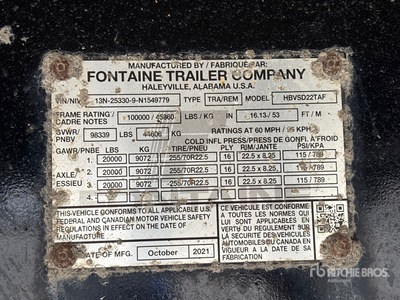 MANUFACTURED BY / FABRIQUÉ PAR:
FONTAINE TRAILER COMPANY
HALEYVILLE, ALABAMA U.S.A.
VIN/NIV 13N-25330-9-N1549779 TYPE TRA/REM MODEL HBVSD22TAF
FRAME RATING / CADRE NOTES 100000 / 45360 LBS / KG IN 16.13 / 53 FT / M
GVWR/PNBV 98339 LBS 44606 KG RATINGS AT 60 MPH / 95 KPH
COLD INFL PRESS/PRESS DE GONFL.À FROID
GAWR/PNBE LBS KG TIRE/PNEU PLY RIM/JANTE PSI/KPA
1. 20000 9072 255/70R22.5 16 22.5 x 8.25 115 / 789
AXLE 2. 20000 9072 255/70R22.5 16 22.5 x 8.25 115 / 789
ESSIEU 3. 20000 9072 255/70R22.5 16 22.5 x 8.25 115 / 789
4.
THIS VEHICLE CONFORMS TO ALL APPLICABLE U.S.
FEDERAL AND CANADIAN MOTOR VEHICLE SAFETY
REGULATIONS IN EFFECT ON THE DATE OF
MANUFACTURE
DATE OF MFG. October 2021
CE VEHICULE EST CONFORME
A TOUTES LES NORMES QUI
LUI SONT APPLICABLES EN
VERTU DU REGLEMENT SUR
LA SECURITE DES VEHICULES
AUTOMOBILES DU CANADA EN
VIGUEUR A LA DATE DE SA
FABRICATION
rb RITCHIE BROS.